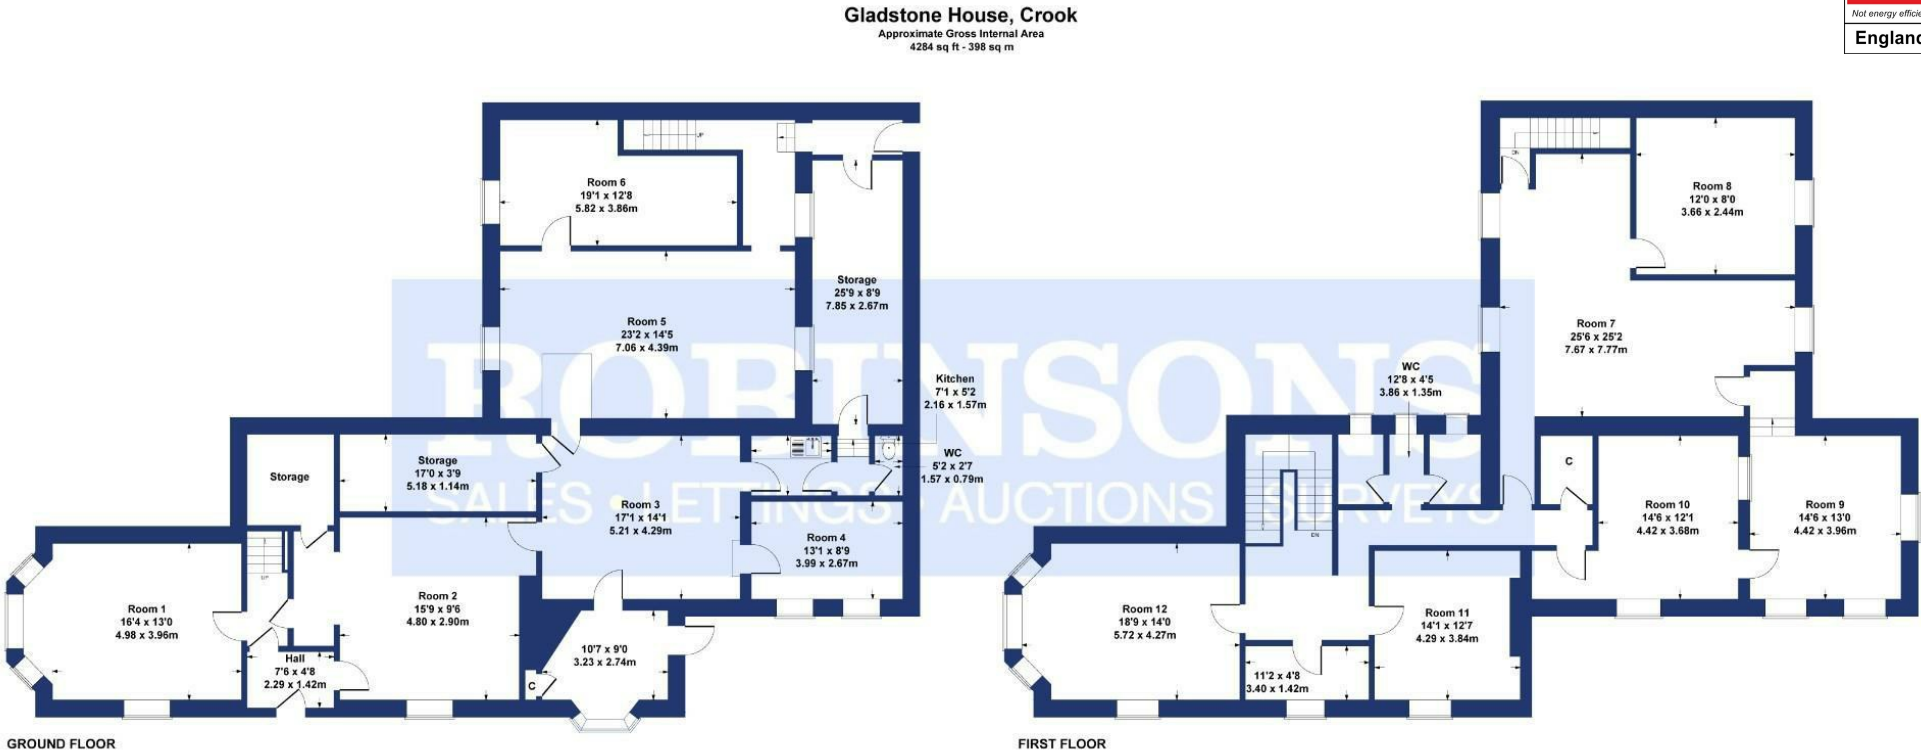 Gladstone House, Crook
Approximate Gross Internal Area
4284 sq ft - 398 sq m
Not energy efficie
England
Room 6
19'1 x 12'8
5.82 x 3.86m
UP
Storage
25'9 x 8'9
7.85 x 2.67m
Room 5
23'2 x 14'5
7.06 x 4.39m
Kitchen
7'1 x 5'2
2.16 x 1.57m
WC
5'2 x 2'7
1.57 x 0.79m
Storage
Storage
17'0 x 3'9
5.18 x 1.14m
Room 3
17'1 x 14'1
5.21 x 4.29m
Room 4
13'1 x 8'9
3.99 x 2.67m
UP
Room 1
16'4 x 13'0
4.98 x 3.96m
Room 2
15'9 x 9'6
4.80 x 2.90m
Hall
7'6 x 4'8
2.29 x 1.42m
10'7 x 9'0
3.23 x 2.74m
C
GROUND FLOOR
Room 8
12'0 x 8'0
3.66 x 2.44m
Room 7
25'6 x 25'2
7.67 x 7.77m
WC
12'8 x 4'5
3.86 x 1.35m
C
Room 10
14'6 x 12'1
4.42 x 3.68m
Room 9
14'6 x 13'0
4.42 x 3.96m
Room 12
18'9 x 14'0
5.72 x 4.27m
Room 11
14'1 x 12'7
4.29 x 3.84m
11'2 x 4'8
3.40 x 1.42m
FIRST FLOOR
ROBINSONS
SALES • LETTINGS • AUCTIONS • SURVEYS